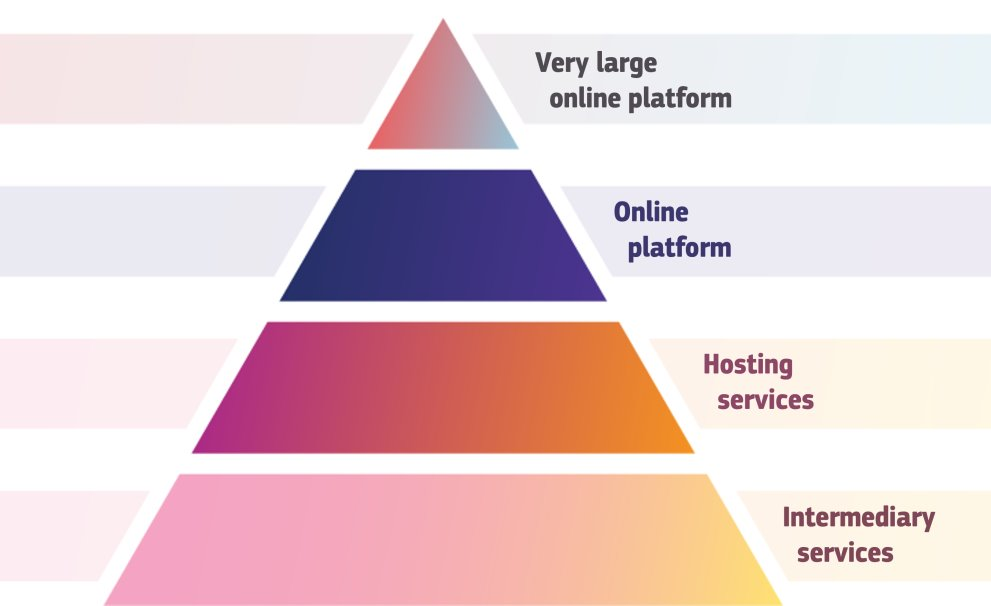 Very large
online platform
Online
platform
Hosting
services
Intermediary
services